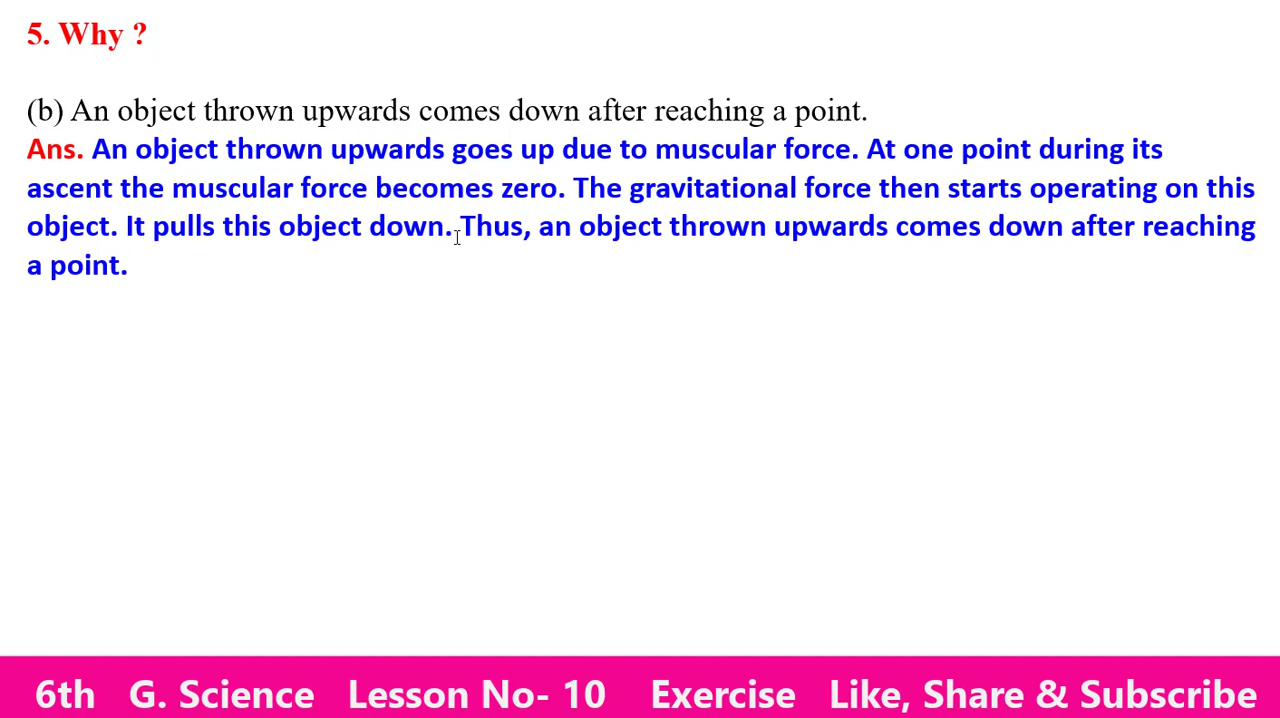 5. Why ?
(b) An object thrown upwards comes down after reaching a point.
Ans. An object thrown upwards goes up due to muscular force. At one point during its
ascent the muscular force becomes zero. The gravitational force then starts operating on this
object. It pulls this object down. Thus, an object thrown upwards comes down after reaching
a point.
6th G. Science Lesson No- 10 Exercise Like, Share & Subscribe